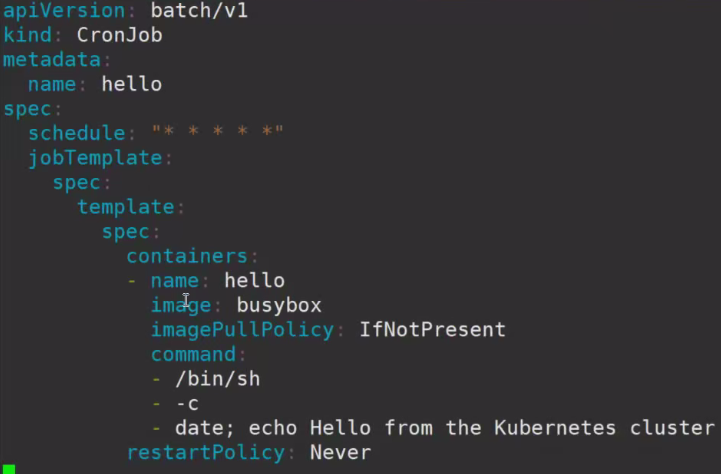 apiVersion: batch/v1
kind: CronJob
metadata:
  name: hello
spec:
  schedule: "* * * * *"
  jobTemplate:
    spec:
      template:
        spec:
          containers:
          - name: hello
            image: busybox
            imagePullPolicy: IfNotPresent
            command:
            - /bin/sh
            - -c
            - date; echo Hello from the Kubernetes cluster
          restartPolicy: Never